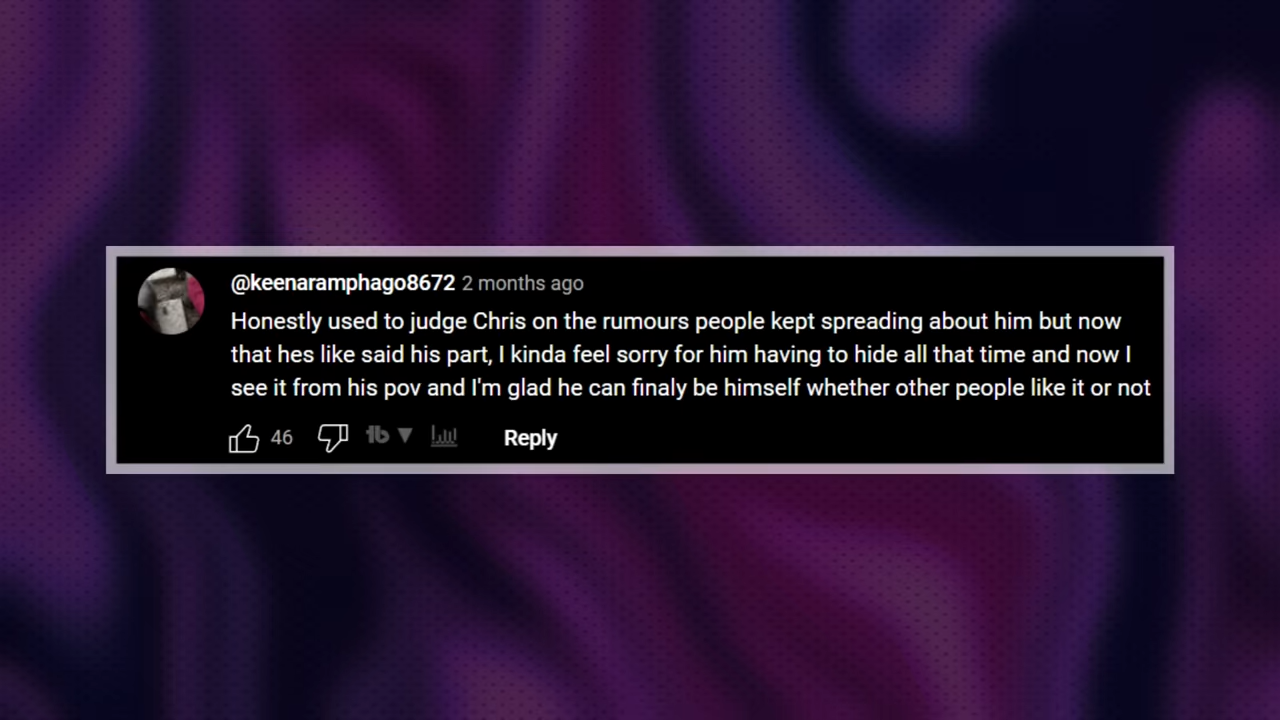 @keenaramphago8672 2 months ago
Honestly used to judge Chris on the rumours people kept spreading about him but now
that hes like said his part, I kinda feel sorry for him having to hide all that time and now I
see it from his pov and I'm glad he can finaly be himself whether other people like it or not
46 tb Reply